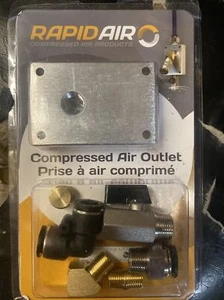 RAPIDAIR
COMPRESSED AIR PRODUCTS
Compressed Air Outlet
Prise à air comprimé